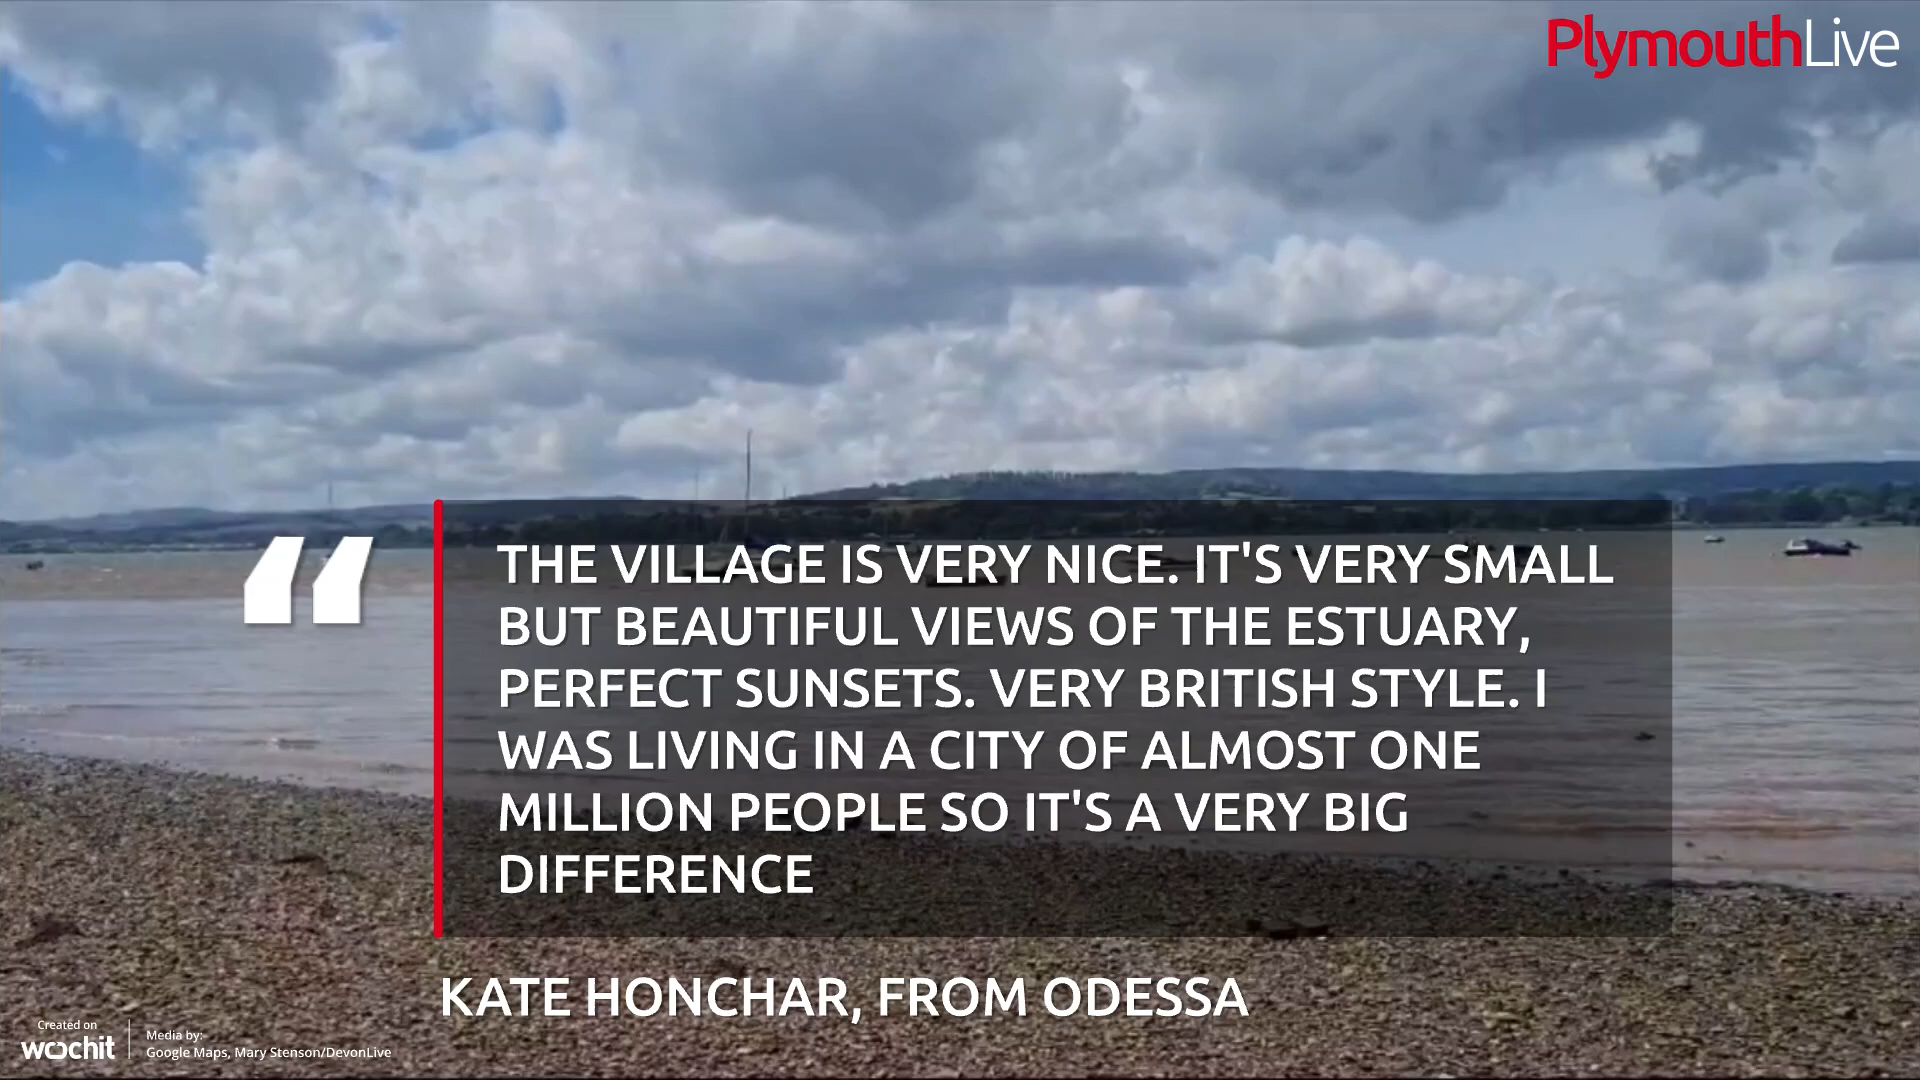 PlymouthLive
THE VILLAGE IS VERY NICE. IT'S VERY SMALL
BUT BEAUTIFUL VIEWS OF THE ESTUARY,
PERFECT SUNSETS. VERY BRITISH STYLE. I
WAS LIVING IN A CITY OF ALMOST ONE
MILLION PEOPLE SO IT'S A VERY BIG
DIFFERENCE
KATE HONCHAR, FROM ODESSA
Created on
wochit
Media by:
Google Maps, Mary Stenson/DevonLive